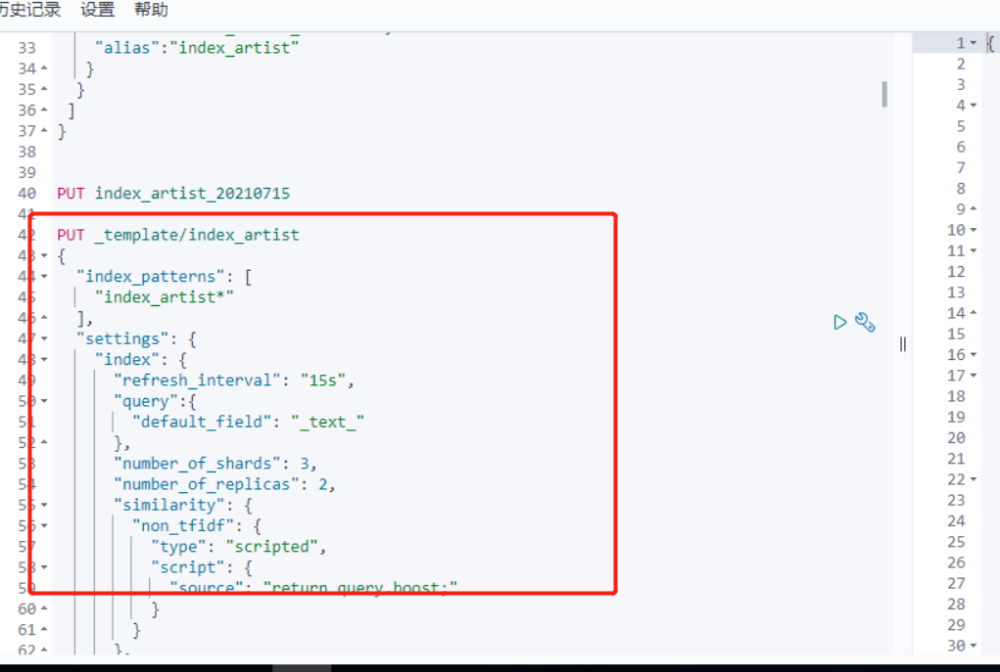 历史记录 设置 帮助
33 "alias":"index_artist"
34 }
35 }
36 ]
37 }
38
39
40 PUT index_artist_20210715
41
42 PUT _template/index_artist
43 {
44 "index_patterns": [
45 "index_artist*"
46 ],
47 "settings": {
48 "index": {
49 "refresh_interval": "15s",
50 "query":{
51 "default_field": "_text_"
52 },
53 "number_of_shards": 3,
54 "number_of_replicas": 2,
55 "similarity": {
56 "non_tfidf": {
57 "type": "scripted",
58 "script": {
59 "source": "return query.boost;"
60 }
61 }
62 },
1 {
2
3
4
5
6
7
8
9
10
11
12
13
14
15
16
17
18
19
20
21
22
23
24
25
26
27
28
29
30